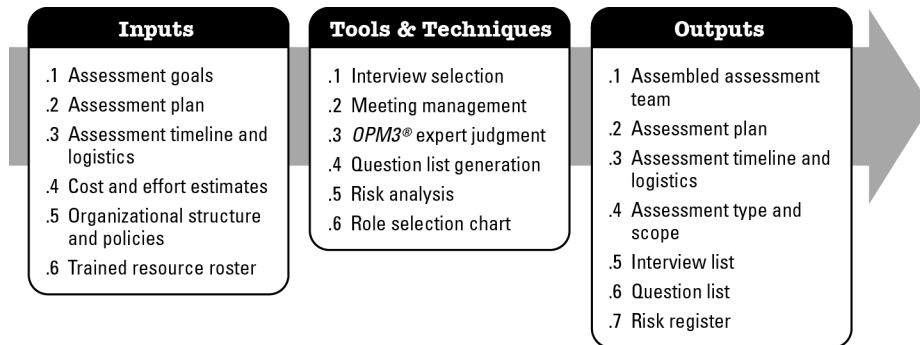 Inputs
.1 Assessment goals
.2 Assessment plan
.3 Assessment timeline and
logistics
.4 Cost and effort estimates
.5 Organizational structure
and policies
.6 Trained resource roster
Tools & Techniques
.1 Interview selection
.2 Meeting management
.3 OPM3® expert judgment
.4 Question list generation
.5 Risk analysis
.6 Role selection chart
Outputs
.1 Assembled assessment
team
.2 Assessment plan
.3 Assessment timeline and
logistics
.4 Assessment type and
scope
.5 Interview list
.6 Question list
.7 Risk register